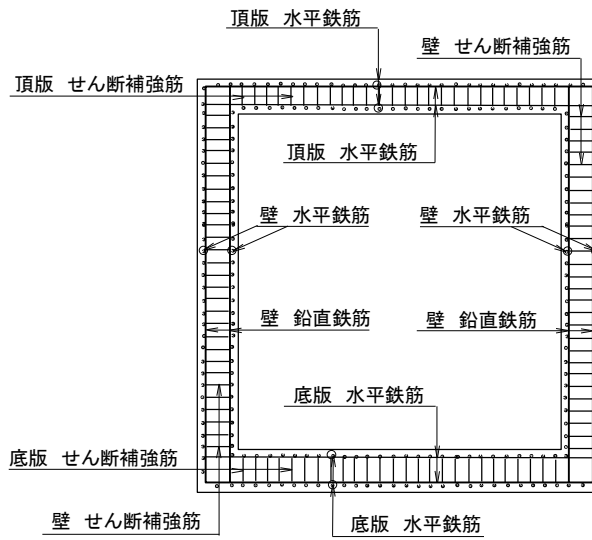 頂版 水平鉄筋
壁 せん断補強筋
頂版 せん断補強筋
頂版 水平鉄筋
壁 水平鉄筋
壁 水平鉄筋
壁 鉛直鉄筋
壁 鉛直鉄筋
底版 水平鉄筋
底版 せん断補強筋
壁 せん断補強筋
底版 水平鉄筋